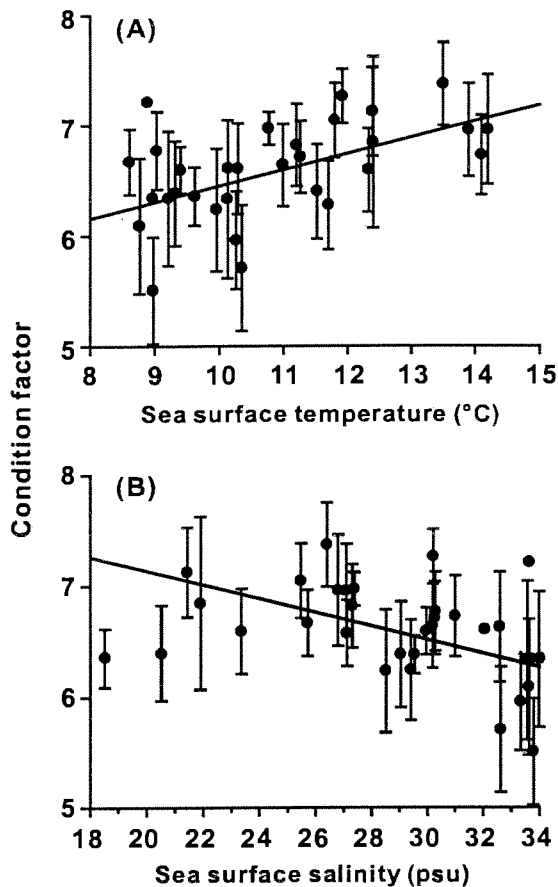 (A)
8
7
6
5
8 9 10 11 12 13 14 15
Sea surface temperature (°C)
Condition factor
(B)
8
7
6
5
18 20 22 24 26 28 30 32 34
Sea surface salinity (psu)